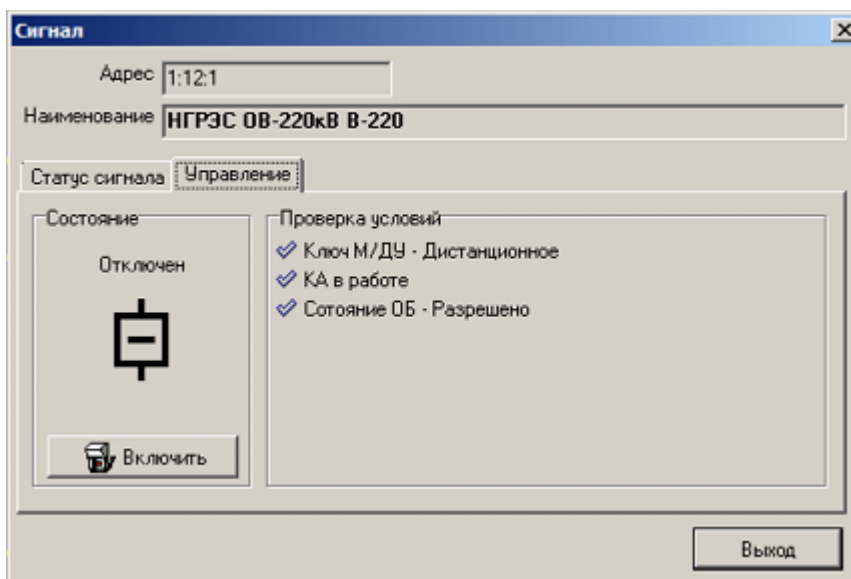 Сигнал
Адрес 1:12:1
Наименование НГРЭС ОВ-220кВ В-220
Статус сигнала Управление
Состояние
Отключен
Включить
Проверка условий
Ключ М/ДУ - Дистанционное
КА в работе
Сотояние ОБ - Разрешено
Выход